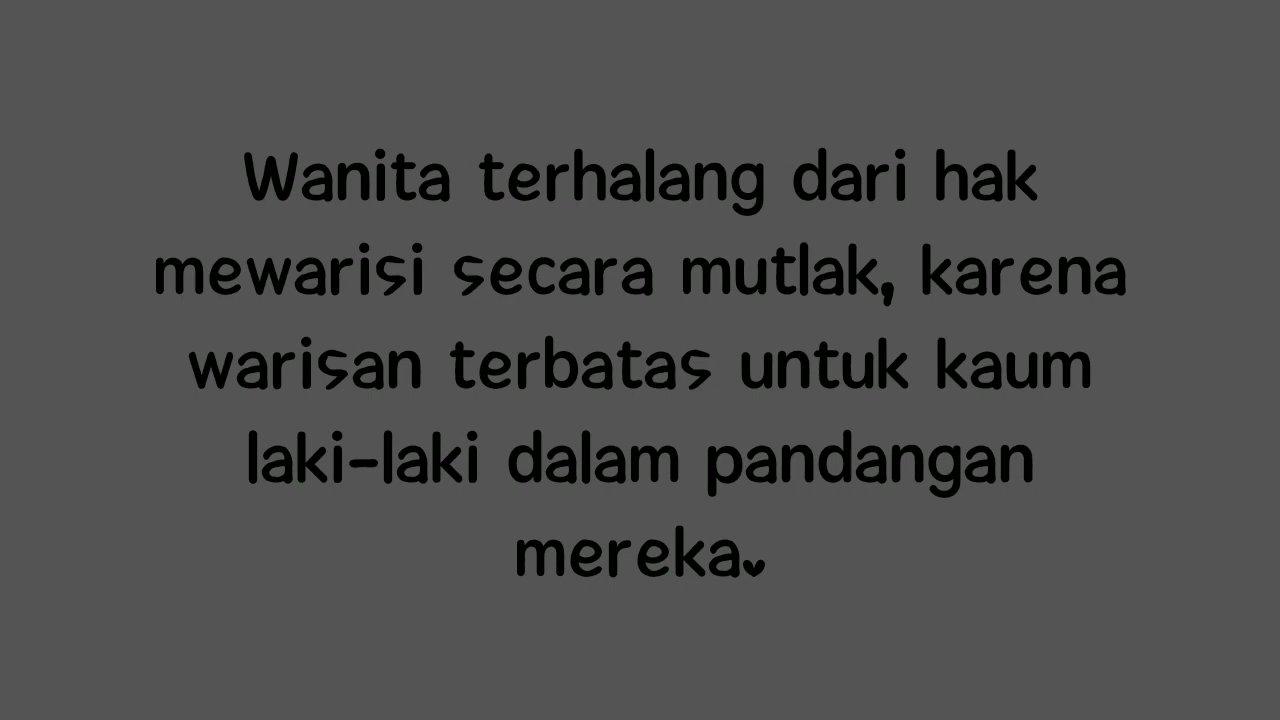 Wanita terhalang dari hak
mewarisi secara mutlak, karena
warisan terbatas untuk kaum
laki-laki dalam pandangan
mereka.